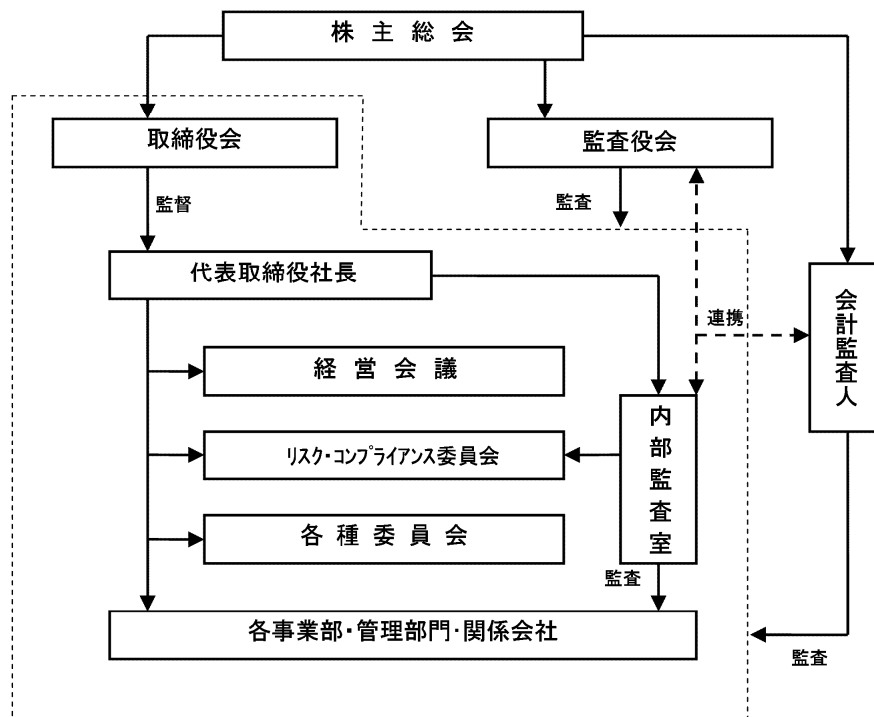 株主総会
取締役会
監査役会
監督
監査
代表取締役社長
連携
会計監査人
経営会議
リスク・コンプライアンス委員会
内部監査室
各種委員会
監査
各事業部・管理部門・関係会社
監査